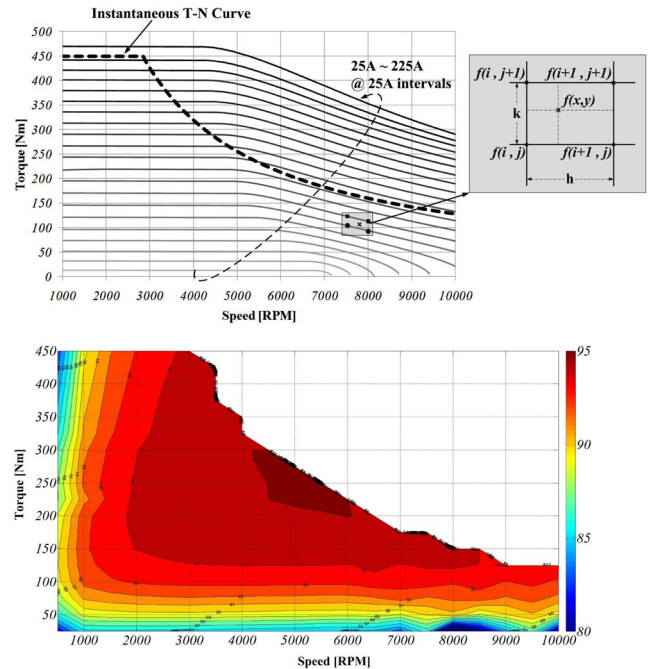 Instantaneous T-N Curve
500
450
400
350
300
250
200
150
100
50
0
Torque [Nm]
25A ~ 225A
@ 25A intervals
1000 2000 3000 4000 5000 6000 7000 8000 9000 10000
Speed [RPM]
f(i , j+1) f(i+1 , j+1)
f(x,y)
k
f(i, j) f(i+1 , j)
h
450
400
350
300
250
200
150
100
50
Torque [Nm]
1000 2000 3000 4000 5000 6000 7000 8000 9000 10000
Speed [RPM]
95
90
85
80